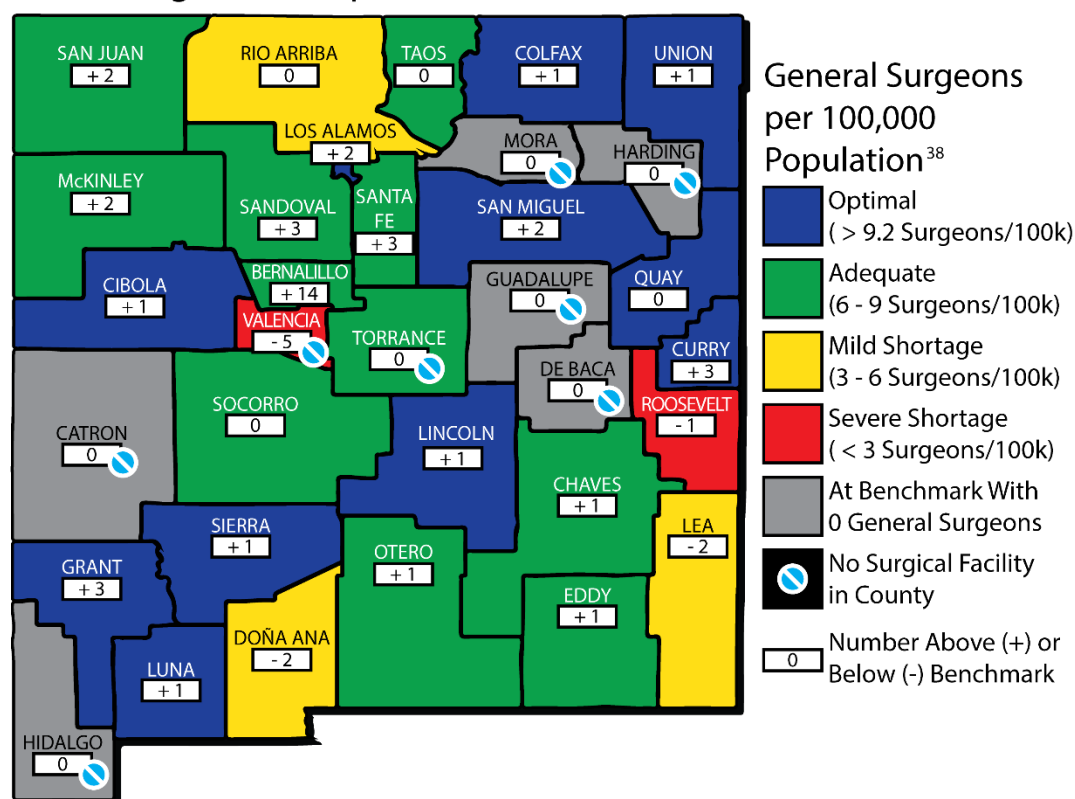 SAN JUAN
+ 2
RIO ARRIBA
0
TAOS
0
COLFAX
+ 1
UNION
+ 1
LOS ALAMOS
+ 2
MORA
0
HARDING
0
McKINLEY
+ 2
SANDOVAL
+ 3
SANTA
FE
+ 3
SAN MIGUEL
+ 2
CIBOLA
+ 1
BERNALILLO
+ 14
GUADALUPE
0
QUAY
0
VALENCIA
- 5
TORRANCE
0
DE BACA
0
CURRY
+ 3
ROOSEVELT
- 1
CATRON
0
SOCORRO
0
LINCOLN
+ 1
CHAVES
+ 1
LEA
- 2
SIERRA
+ 1
OTERO
+ 1
GRANT
+ 3
EDDY
+ 1
DOÑA ANA
- 2
LUNA
+ 1
HIDALGO
0
General Surgeons
per 100,000
Population38
Optimal
( > 9.2 Surgeons/100k)
Adequate
(6 - 9 Surgeons/100k)
Mild Shortage
(3 - 6 Surgeons/100k)
Severe Shortage
( < 3 Surgeons/100k)
At Benchmark With
0 General Surgeons
No Surgical Facility
in County
0
Number Above (+) or
Below (-) Benchmark